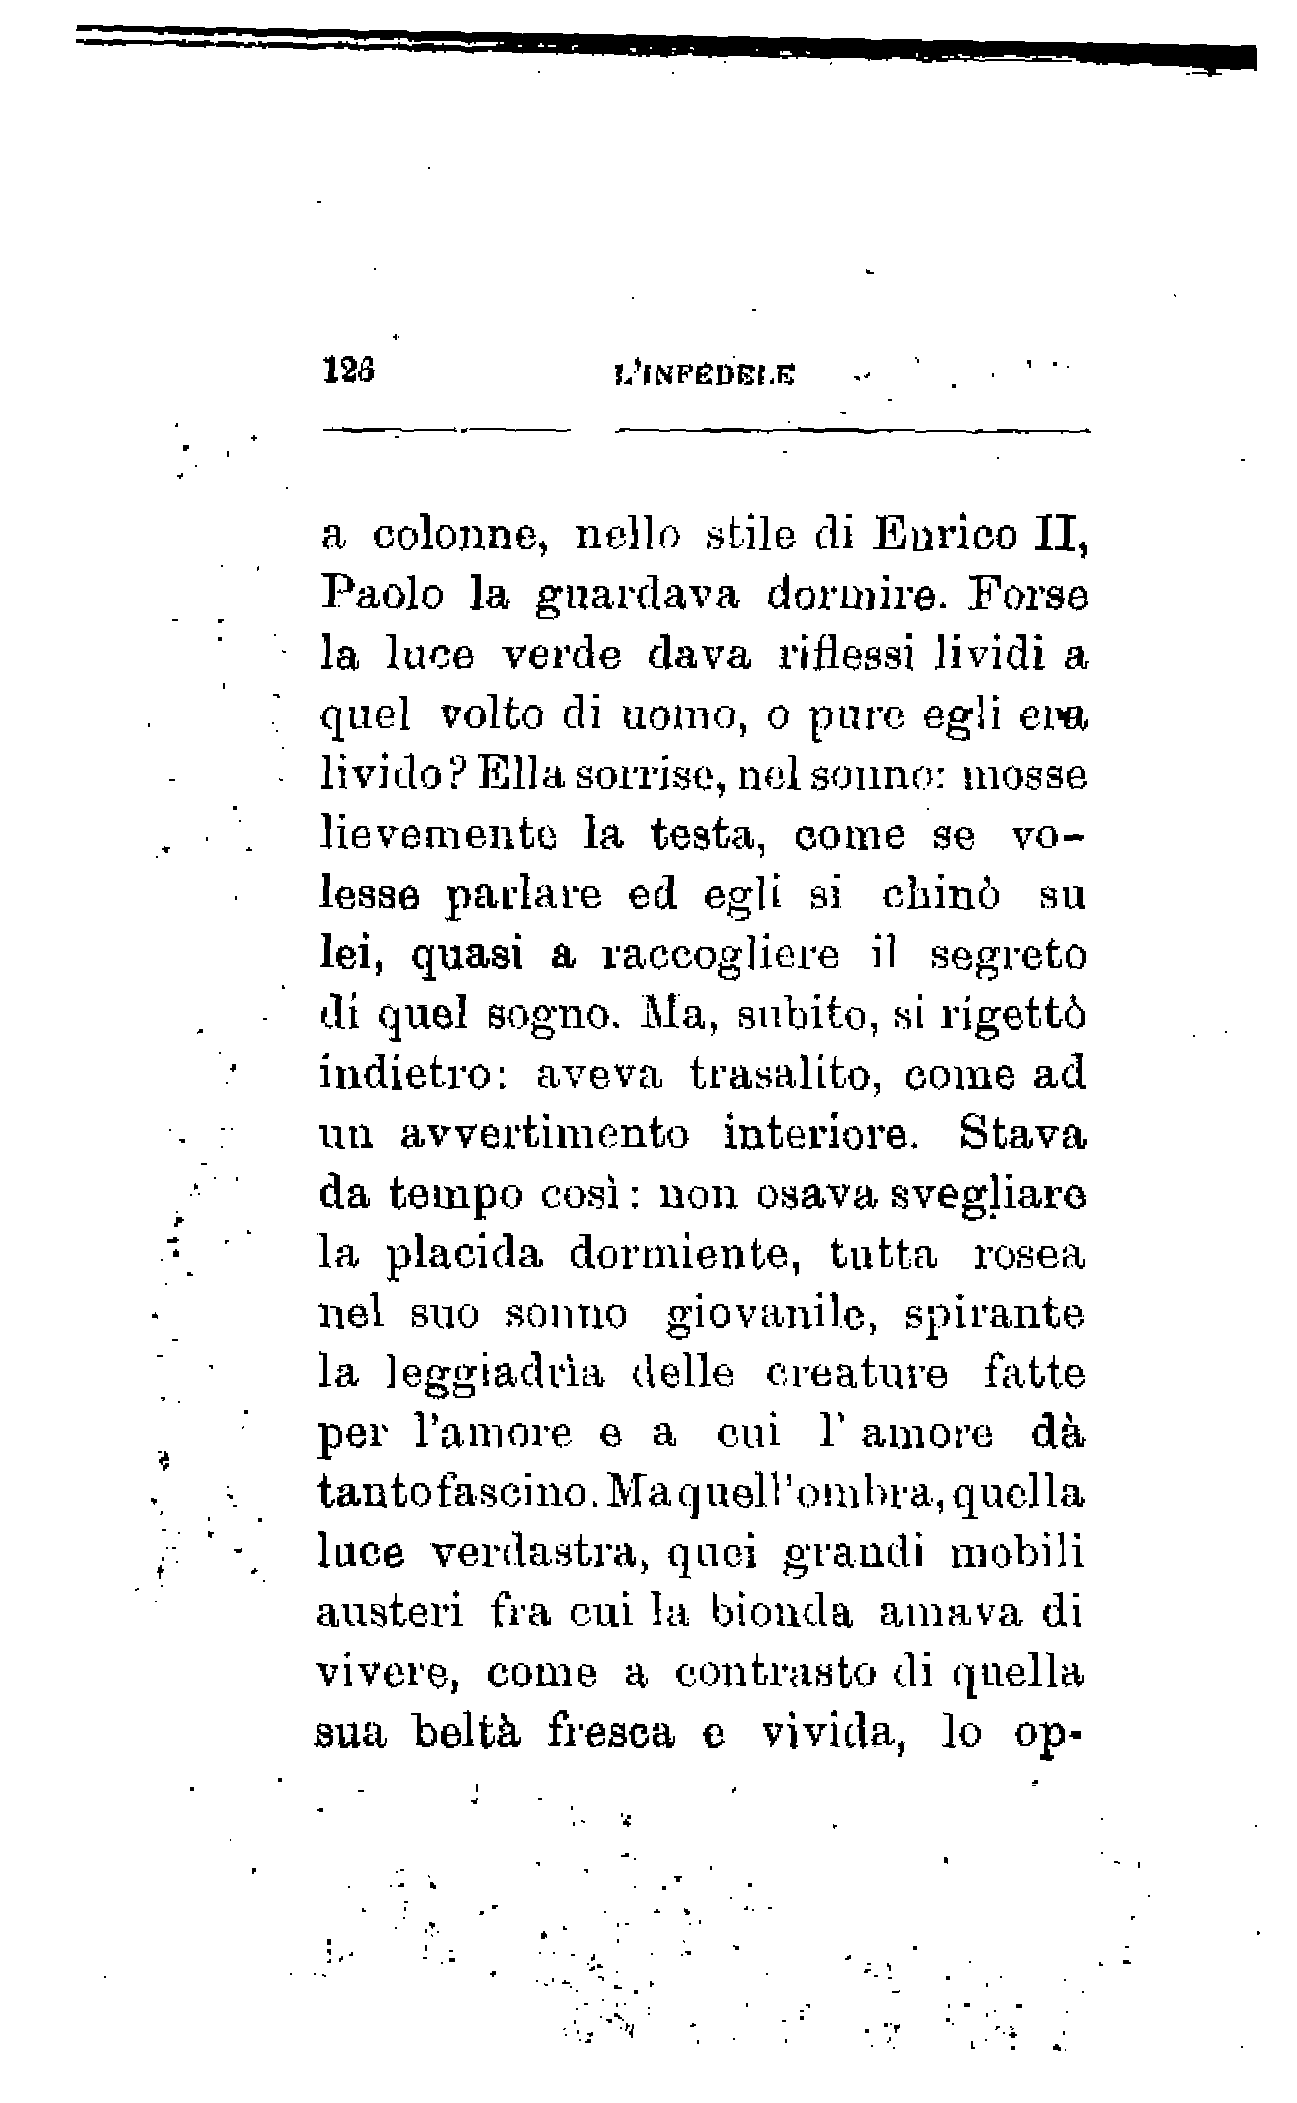 126 L'INFEDELE
a colonne, nello stile di Enrico II,
Paolo la guardava dormire. Forse
la luce verde dava riflessi lividi a
quel volto di uomo, o pure egli era
livido? Ella sorrise, nel sonno: mosse
lievemente la testa, come se vo-
lesse parlare ed egli si chinò su
lei, quasi a raccogliere il segreto
di quel sogno. Ma, subito, si rigettò
indietro: aveva trasalito, come ad
un avvertimento interiore. Stava
da tempo così: non osava svegliare
la placida dormiente, tutta rosea
nel suo sonno giovanile, spirante
la leggiadrìa delle creature fatte
per l'amore e a cui l'amore dà
tanto fascino. Ma quell'ombra, quella
luce verdastra, quei grandi mobili
austeri fra cui la bionda amava di
vivere, come a contrasto di quella
sua beltà fresca e vivida, lo op-